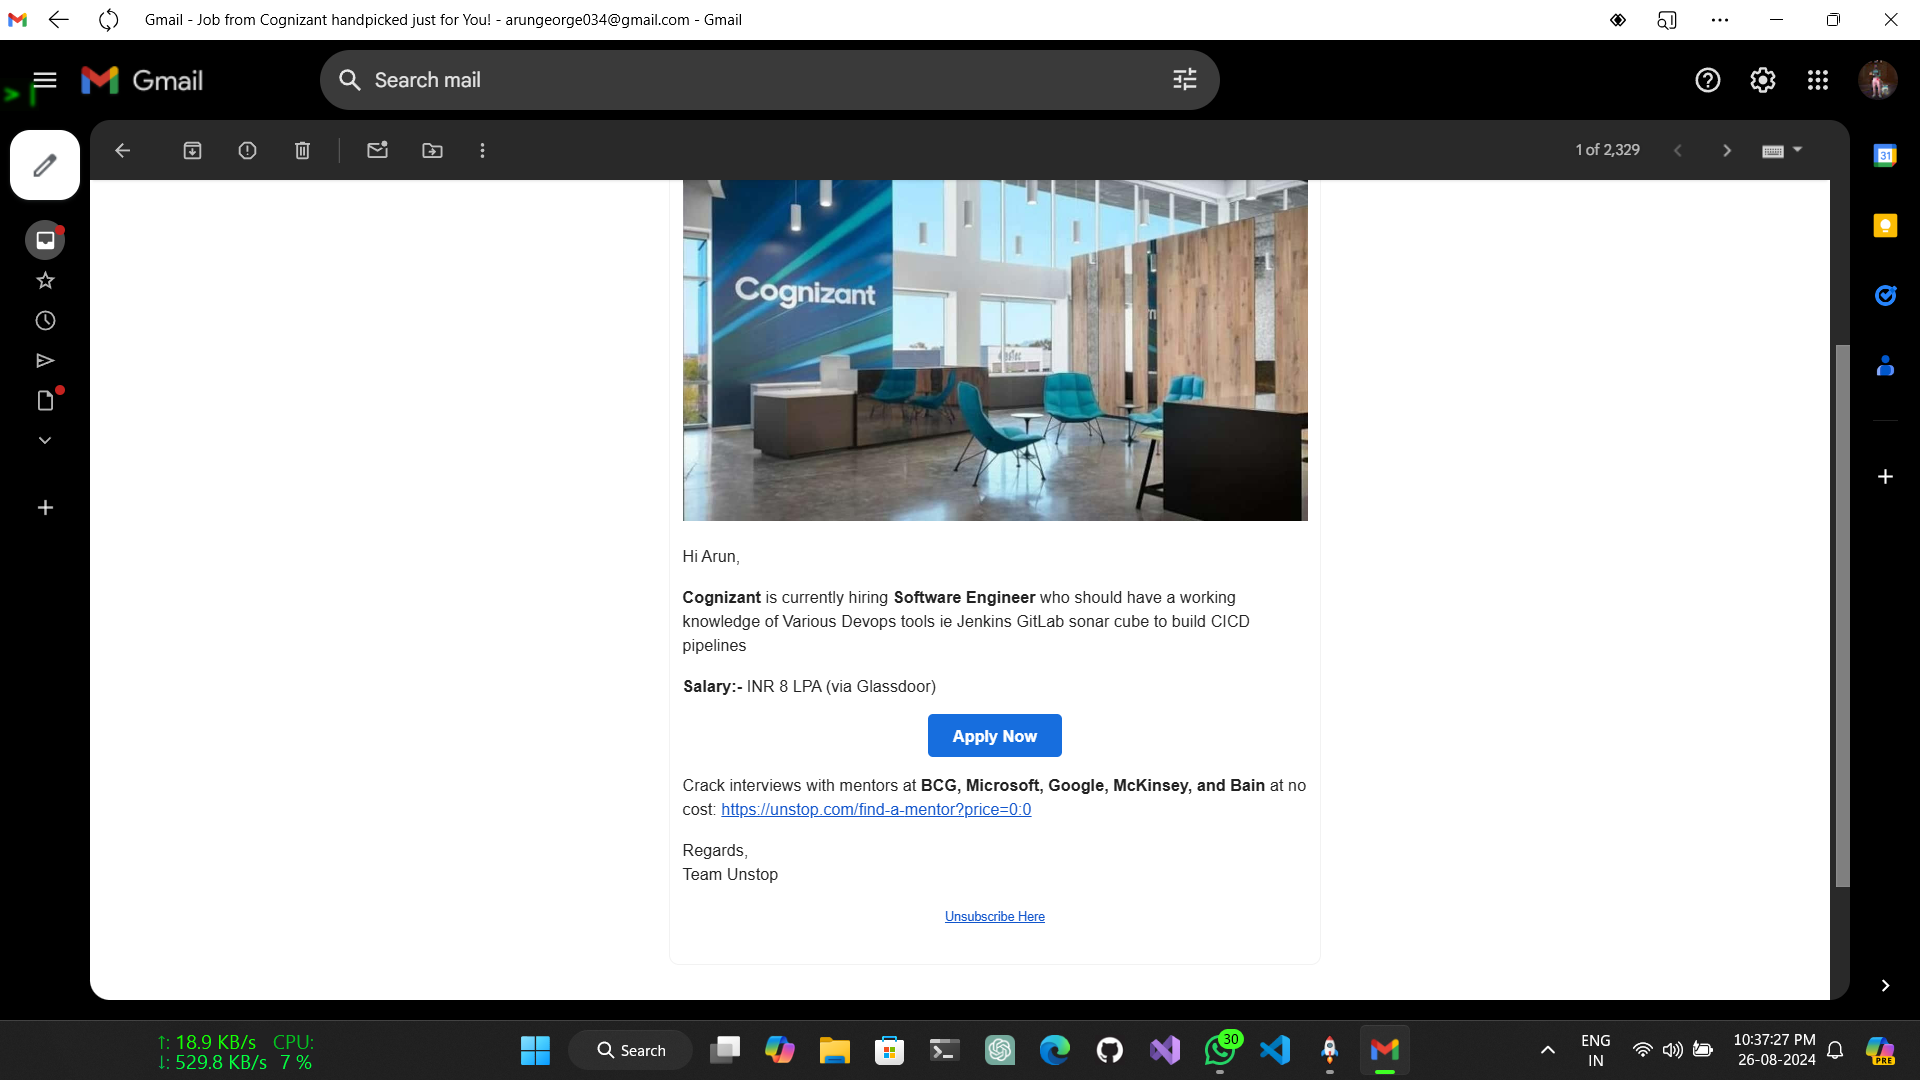 Gmail - Job from Cognizant handpicked just for You! - arungeorge034@gmail.com - Gmail
Gmail
Search mail
1 of 2,329
31
Cognizant
Hi Arun,
Cognizant is currently hiring Software Engineer who should have a working
knowledge of Various Devops tools ie Jenkins GitLab sonar cube to build CICD
pipelines
Salary:- INR 8 LPA (via Glassdoor)
Apply Now
Crack interviews with mentors at BCG, Microsoft, Google, McKinsey, and Bain at no
cost: https://unstop.com/find-a-mentor?price=0:0
Regards,
Team Unstop
Unsubscribe Here
↑: 18.9 KB/s CPU:
↓: 529.8 KB/s 7 %
Search
30
ENG
IN
10:37:27 PM
26-08-2024
PRE